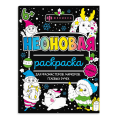 НЕОНОВАЯ
раскраска
ДЛЯ ФЛОМАСТЕРОВ, МАРКЕРОВ,
ГЕЛЕВЫХ РУЧЕК